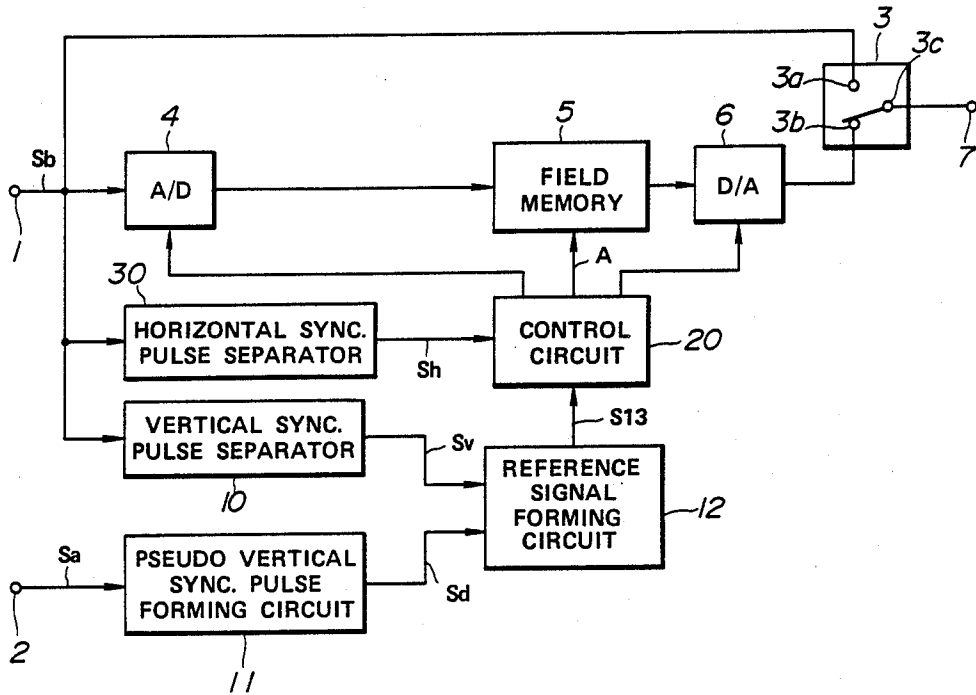 3
3c
3a
3b
7
4
5
6
Sb
A/D
FIELD
MEMORY
D/A
1
A
30
HORIZONTAL SYNC.
PULSE SEPARATOR
Sh
CONTROL
CIRCUIT
20
S13
VERTICAL SYNC.
PULSE SEPARATOR
Sv
10
REFERENCE
SIGNAL
FORMING
CIRCUIT
12
Sa
PSEUDO VERTICAL
SYNC. PULSE
FORMING CIRCUIT
Sd
2
11